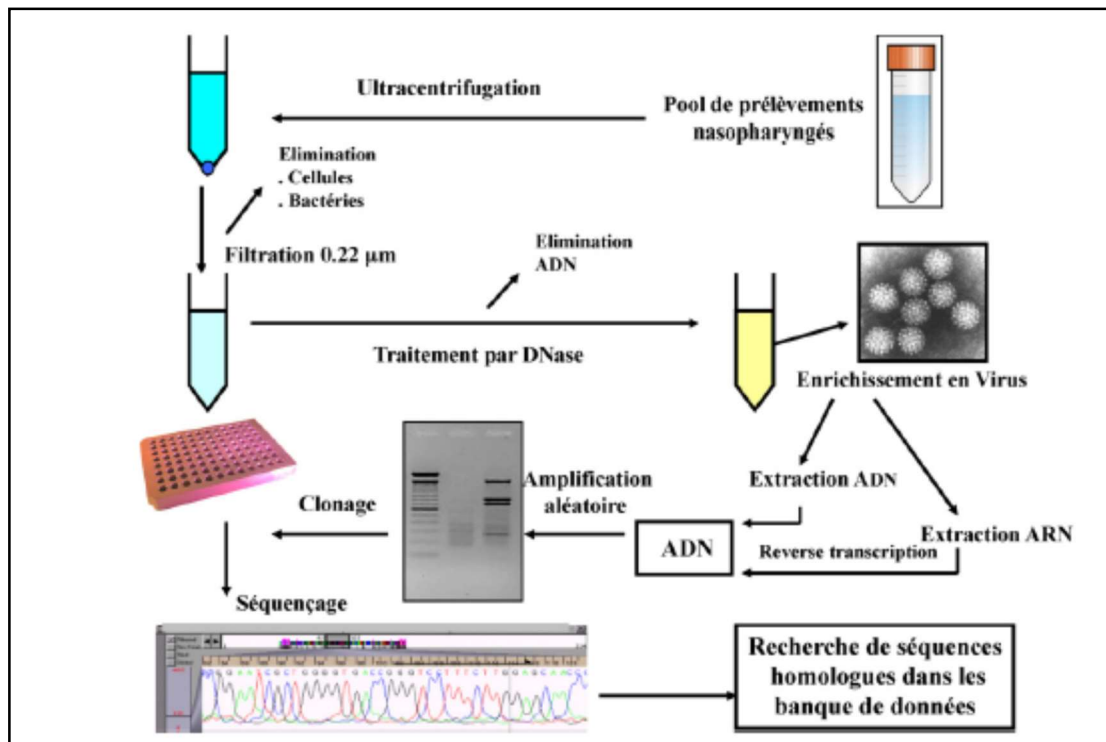 Ultracentrifugation
Pool de prélèvements
nasopharyngés
Elimination
. Cellules
. Bactéries
Filtration 0.22 µm
Elimination
ADN
Traitement par DNase
Enrichissement en Virus
Extraction ADN
Extraction ARN
Reverse transcription
ADN
Amplification
aléatoire
Clonage
Séquençage
Recherche de séquences
homologues dans les
banque de données